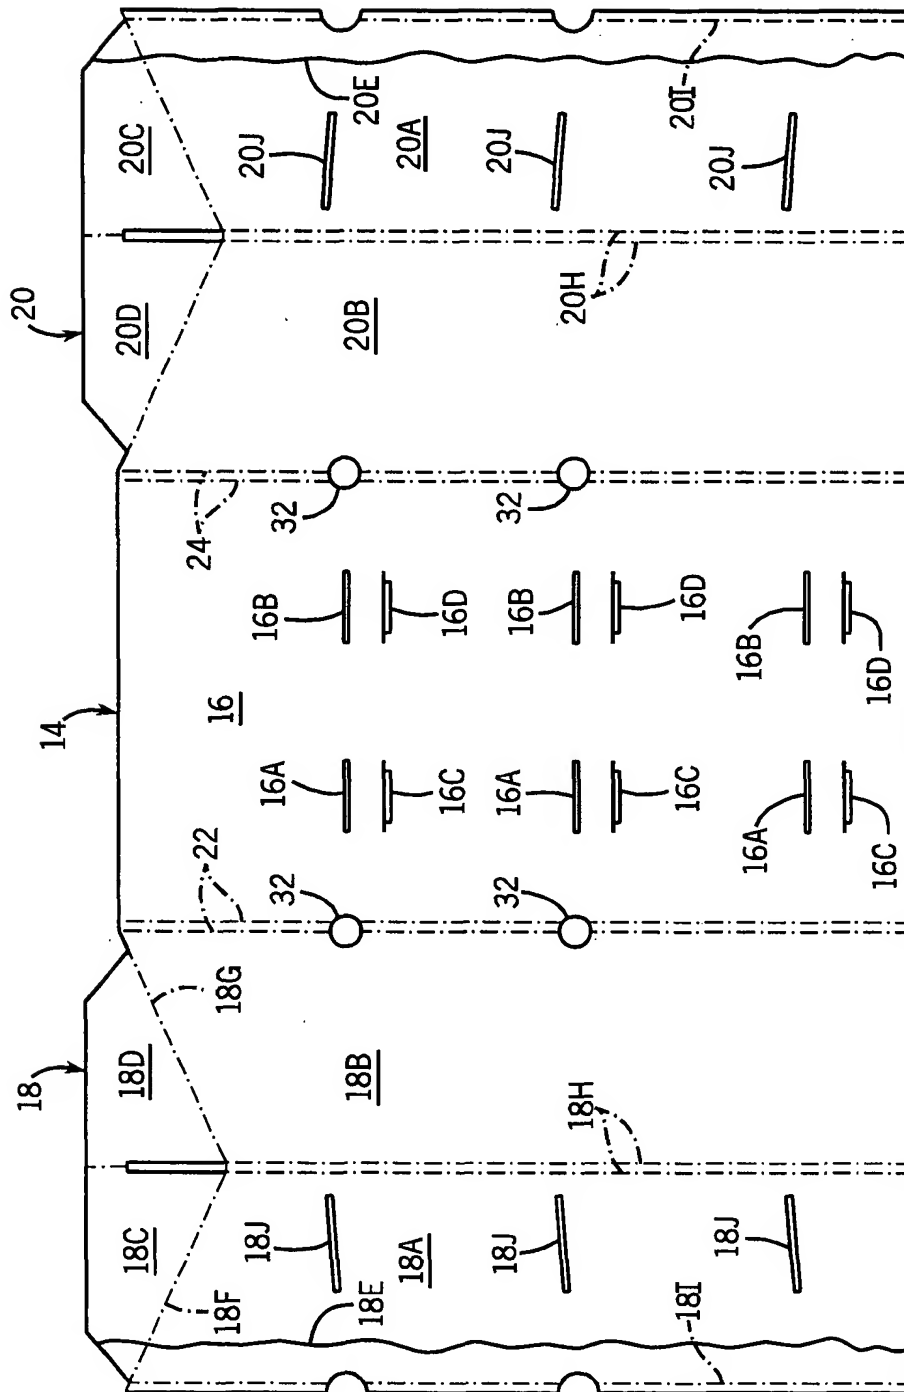 18 20
14
18C 18D 20D 20C
18F 18G 22 16 24
18J 32 16A 16B 32 20J
18E 18B 20B 20E
18A 16C 16D 20A
18J 32 16A 16B 32 20J
18H 20H
18I 16C 16D 20I
18J 16A 16B 20J
16C 16D